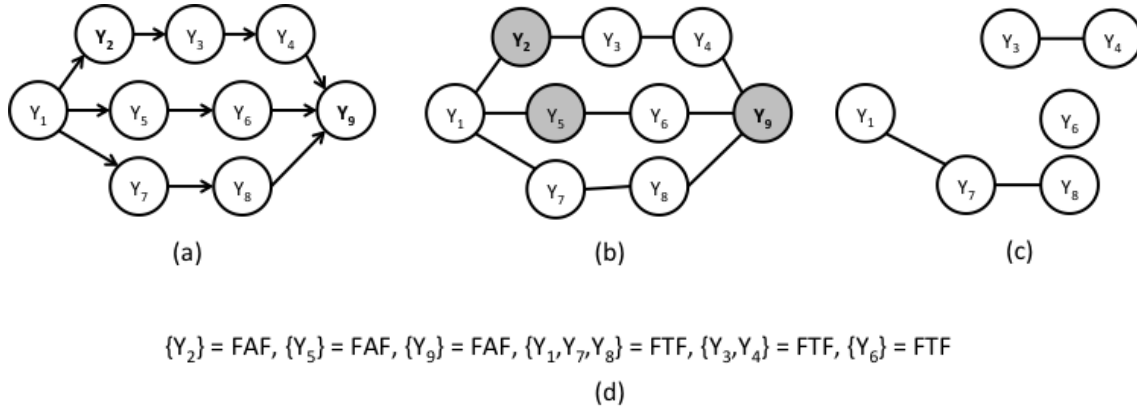 Y₂ Y₃ Y₄
Y₁ Y₅ Y₆ Y₉
Y₇ Y₈
(a)
Y₂ Y₃ Y₄
Y₁ Y₅ Y₆ Y₉
Y₇ Y₈
(b)
Y₃ Y₄
Y₁ Y₆
Y₇ Y₈
(c)
{Y₂} = FAF, {Y₅} = FAF, {Y₉} = FAF, {Y₁,Y₇,Y₈} = FTF, {Y₃,Y₄} = FTF, {Y₆} = FTF
(d)